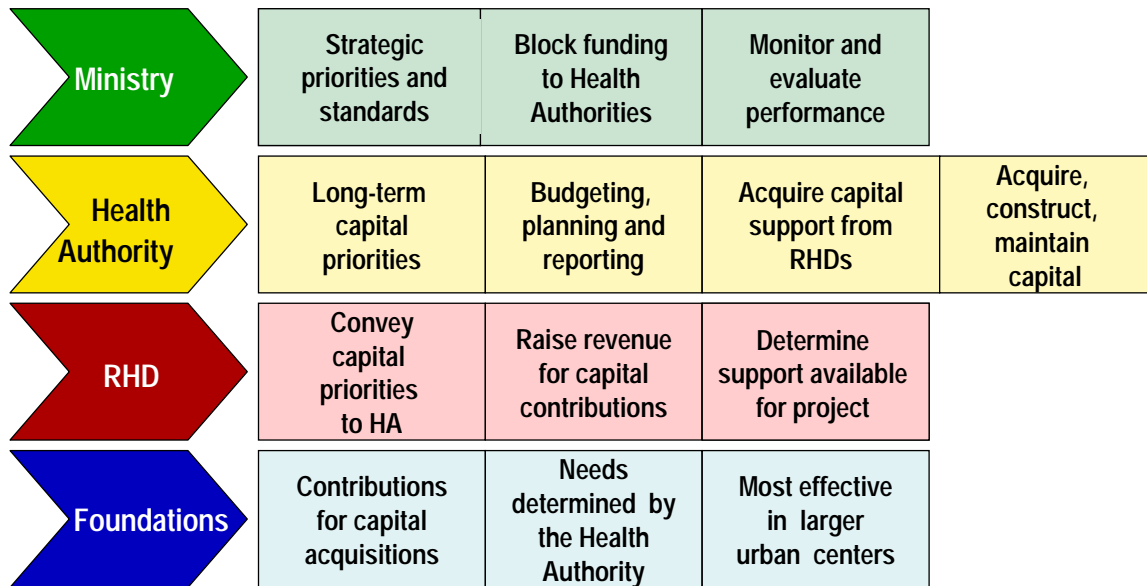 Ministry
Strategic
priorities and
standards
Block funding
to Health
Authorities
Monitor and
evaluate
performance
Health
Authority
Long-term
capital
priorities
Budgeting,
planning and
reporting
Acquire capital
support from
RHDs
Acquire,
construct,
maintain
capital
RHD
Convey
capital
priorities
to HA
Raise revenue
for capital
contributions
Determine
support available
for project
Foundations
Contributions
for capital
acquisitions
Needs
determined by
the Health
Authority
Most effective
in larger
urban centers